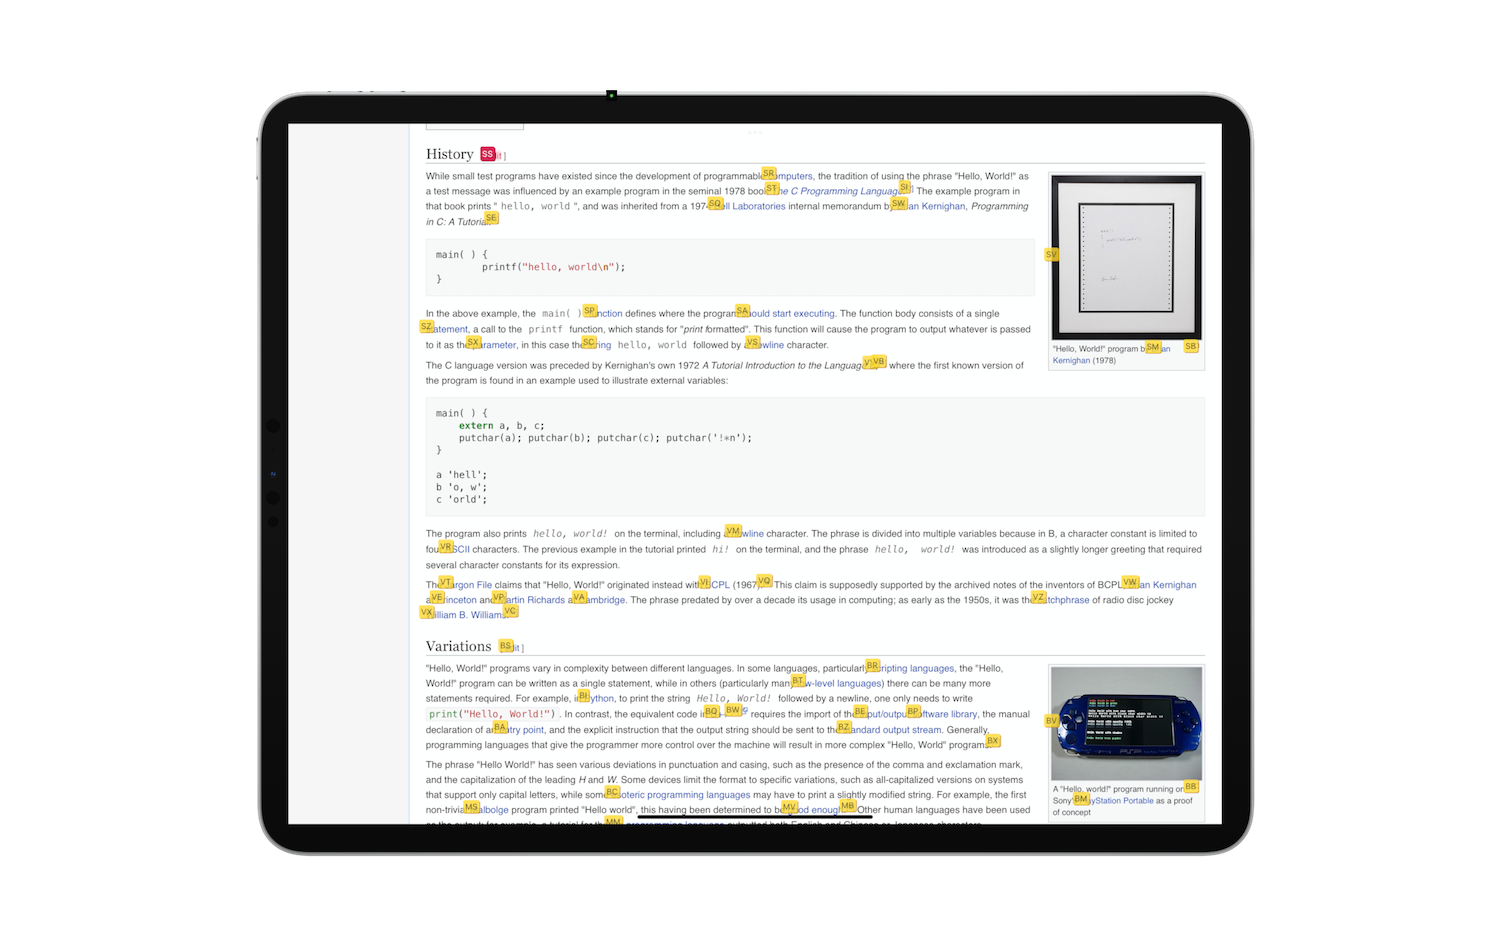 History SS it ]
While small test programs have existed since the development of programmable SR mputers, the tradition of using the phrase "Hello, World!" as
a test message was influenced by an example program in the seminal 1978 boo ST he C Programming Languag The example program in
that book prints " hello, world ", and was inherited from a 197 SQ ell Laboratories internal memorandum b SW an Kernighan, Programming
in C: A Tutorial SE
SV
main( ) {
printf("hello, world\n");
}
In the above example, the main( ) SP nction defines where the program SA ould start executing. The function body consists of a single
SZ atement, a call to the printf function, which stands for "print formatted". This function will cause the program to output whatever is passed
to it as the SX arameter, in this case the SC ing hello, world followed by VS wline character.
"Hello, World!" program b SM an SB
Kernighan (1978)
The C language version was preceded by Kernighan's own 1972 A Tutorial Introduction to the Languag VB where the first known version of
the program is found in an example used to illustrate external variables:
main( ) {
extern a, b, c;
putchar(a); putchar(b); putchar(c); putchar('!*n');
}
a 'hell';
b 'o, w';
c 'orld';
The program also prints hello, world! on the terminal, including VM wline character. The phrase is divided into multiple variables because in B, a character constant is limited to
fou VR SCII characters. The previous example in the tutorial printed hi! on the terminal, and the phrase hello, world! was introduced as a slightly longer greeting that required
several character constants for its expression.
The VT argon File claims that "Hello, World!" originated instead with CPL (1967 VQ This claim is supposedly supported by the archived notes of the inventors of BCPL VW an Kernighan
a VE inceton and VP artin Richards a VA ambridge. The phrase predated by over a decade its usage in computing; as early as the 1950s, it was the VZ tchphrase of radio disc jockey
VX illiam B. Williams VC
Variations BS it ]
"Hello, World!" programs vary in complexity between different languages. In some languages, particularl BR ripting languages, the "Hello,
World!" program can be written as a single statement, while in others (particularly man BT w-level languages) there can be many more
statements required. For example, i ython, to print the string Hello, World! followed by a newline, one only needs to write
print("Hello, World!") . In contrast, the equivalent code i BQ BW requires the import of the BE put/outpu BP oftware library, the manual
declaration of a BA try point, and the explicit instruction that the output string should be sent to the BZ andard output stream. Generally,
programming languages that give the programmer more control over the machine will result in more complex "Hello, World" programs BX
BV
The phrase "Hello World!" has seen various deviations in punctuation and casing, such as the presence of the comma and exclamation mark,
and the capitalization of the leading H and W. Some devices limit the format to specific variations, such as all-capitalized versions on systems
that support only capital letters, while some BC oteric programming languages may have to print a slightly modified string. For example, the first
non-trivia MS albolge program printed "Hello world", this having been determined to be MV od enoug MB Other human languages have been used
MM programming language
A "Hello, world!" program running on BB
Sony' BM yStation Portable as a proof
of concept